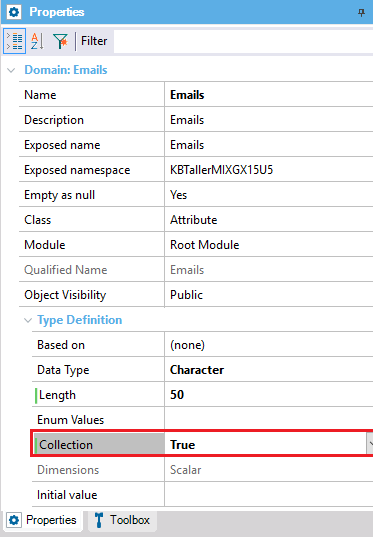 Properties
Filter
Domain: Emails
Name Emails
Description Emails
Exposed name Emails
Exposed namespace KBTallerMIXGX15U5
Empty as null Yes
Class Attribute
Module Root Module
Qualified Name Emails
Object Visibility Public
Type Definition
Based on (none)
Data Type Character
Length 50
Enum Values
Collection True
Dimensions Scalar
Initial value
Properties Toolbox